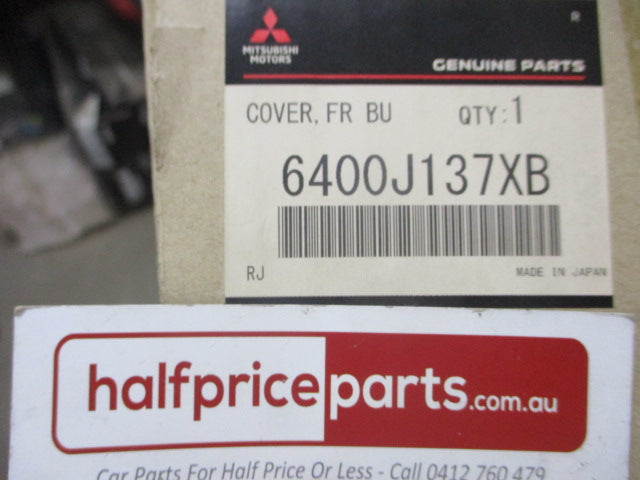 R
MITSUBISHI
MOTORS
GENUINE PARTS
COVER, FR BU QTY:1
6400J137XB
RJ MADE IN JAPAN
halfpriceparts.com.au
Car Parts For Half Price Or Less - Call 0412 760 479